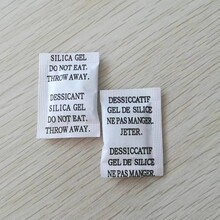 SILICA GEL
DO NOT EAT.
THROW AWAY.
DESSICANT
SILICA GEL
DO NOT EAT.
THROW AWAY.
DESSICCATIF
GEL DE SILICE
NE PAS MANGER.
JETER.
DESSICCATIF
GEL DE SILICE
NE PAS MANGER.